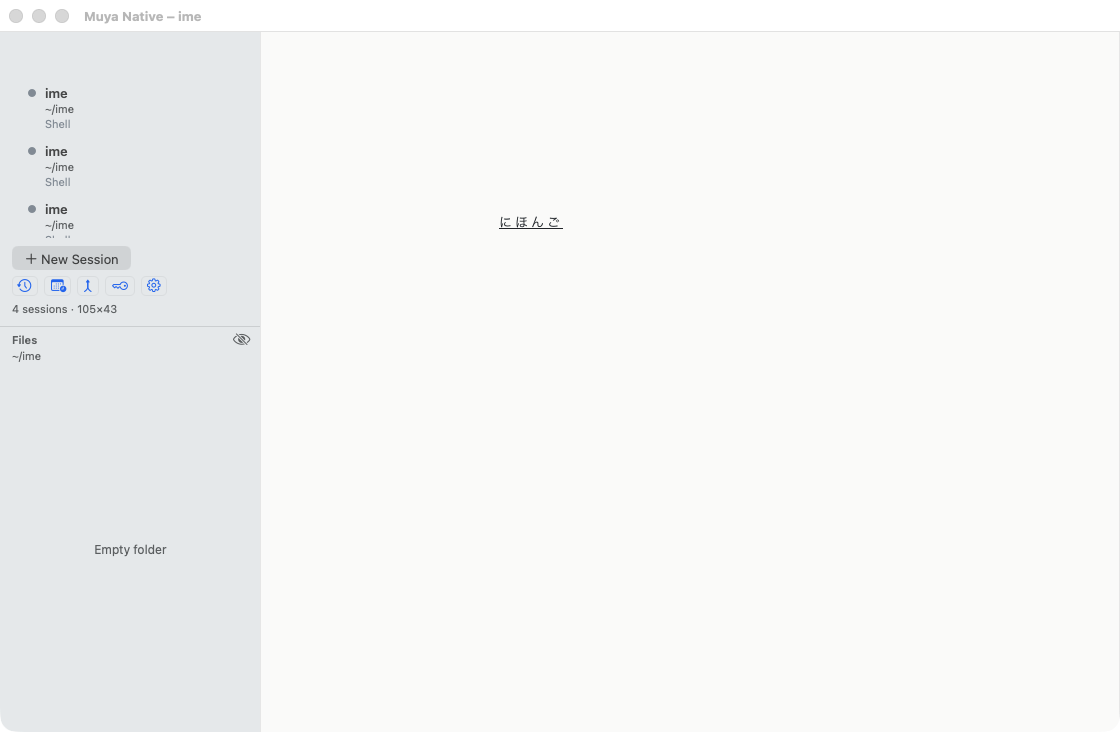 Muya Native – ime
ime
~/ime
Shell
ime
~/ime
Shell
ime
~/ime
New Session
4 sessions · 105×43
Files
~/ime
Empty folder
にほんご